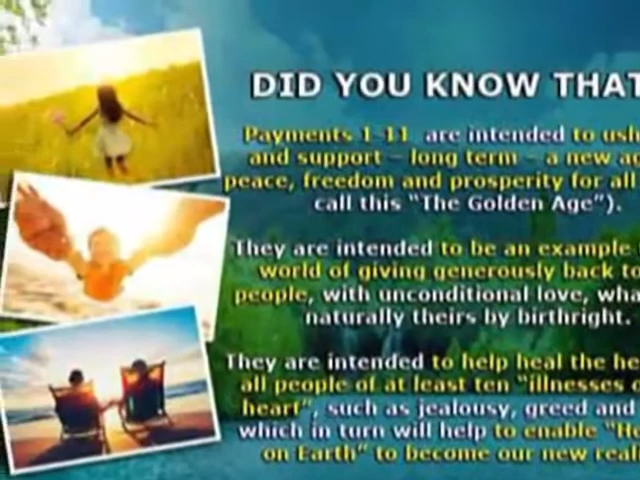 DID YOU KNOW THAT
Payments 1-11 are intended to ush
and support – long term – a new a
peace, freedom and prosperity for all
call this "The Golden Age").
They are intended to be an example
world of giving generously back to
people, with unconditional love, wha
naturally theirs by birthright.
They are intended to help heal the he
all people of at least ten "illnesses o
heart", such as jealousy, greed and
which in turn will help to enable "He
on Earth" to become our new reali